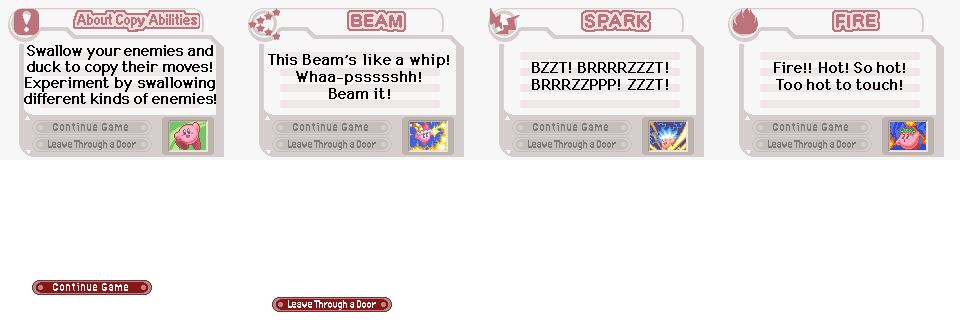 About Copy Abilities
Swallow your enemies and
duck to copy their moves!
Experiment by swallowing
different kinds of enemies!
Continue Game
Leave Through a Door
BEAM
This Beam's like a whip!
Whaa-pssssshh!
Beam it!
Continue Game
Leave Through a Door
SPARK
BZZT! BRRRRZZZT!
BRRRZZPPP! ZZZT!
Continue Game
Leave Through a Door
FIRE
Fire!! Hot! So hot!
Too hot to touch!
Continue Game
Leave Through a Door
Continue Game
Leave Through a Door